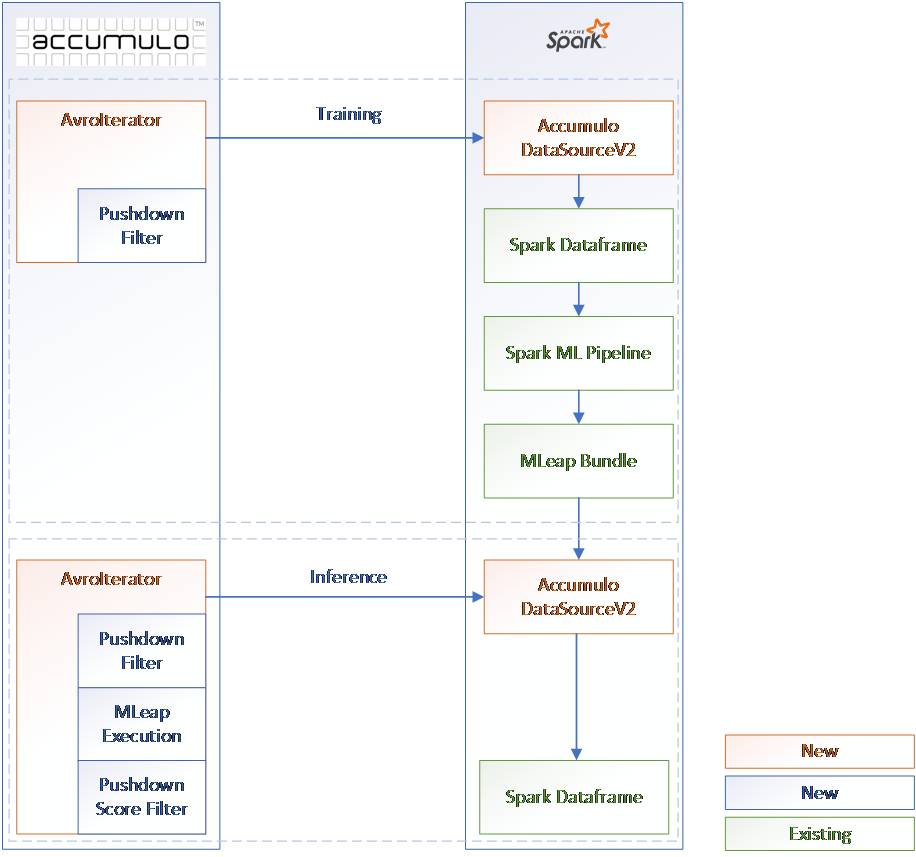 accumulo™
APACHE
Spark™
AvroIterator
Training
Accumulo
DataSourceV2
Pushdown
Filter
Spark Dataframe
Spark ML Pipeline
MLeap Bundle
AvroIterator
Inference
Accumulo
DataSourceV2
Pushdown
Filter
MLeap
Execution
Pushdown
Score Filter
Spark Dataframe
New
New
Existing